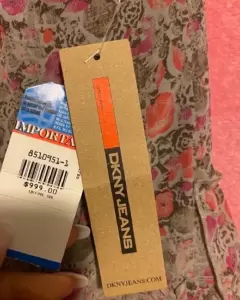 IMPORTA
8510951-1
$999.00
DKNY JEANS
DKNYJEANS.COM